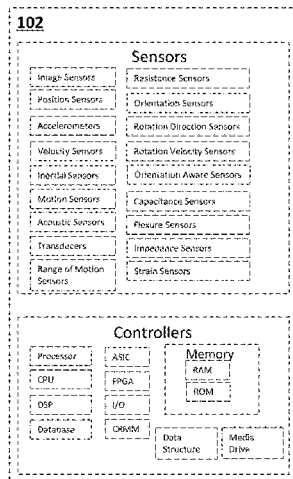 102
Sensors
Image Sensors
Position Sensors
Accelerometers
Velocity Sensors
Inertial Sensors
Motion Sensors
Acoustic Sensors
Transducers
Range of Motion
Sensors
Resistance Sensors
Orientation Sensors
Rotation Direction Sensors
Rotation Velocity Sensors
Orientation Aware Sensors
Capacitance Sensors
Flexure Sensors
Impedance Sensors
Strain Sensors
Controllers
Processor
CPU
DSP
Database
ASIC
FPGA
I/O
CRMM
Memory
RAM
ROM
Data
Structure
Media
Drive